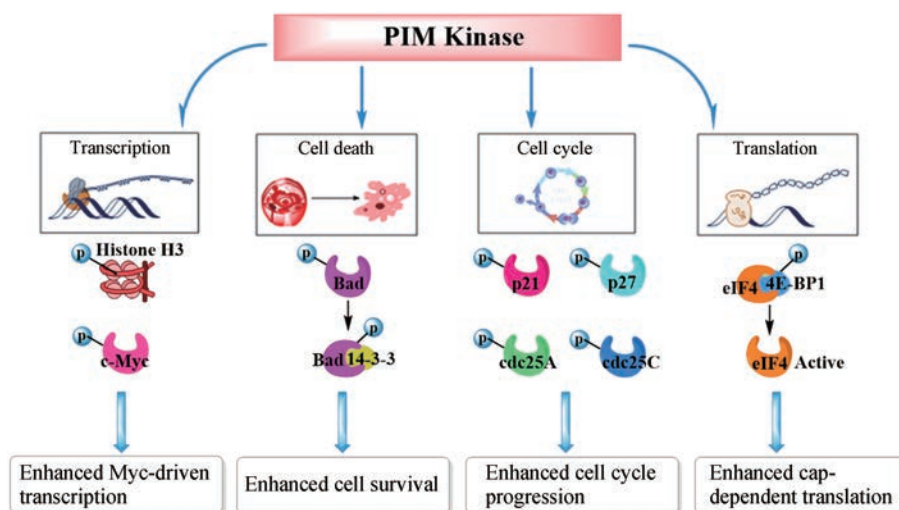 PIM Kinase
Transcription
Cell death
Cell cycle
Translation
p
Histone H3
p
c-Myc
p
Bad
p
Bad 14-3-3
p
p21
p
p27
p
cdc25A
p
cdc25C
p
eIF4 4E-BP1
eIF4 Active
Enhanced Myc-driven
transcription
Enhanced cell survival
Enhanced cell cycle
progression
Enhanced cap-
dependent translation